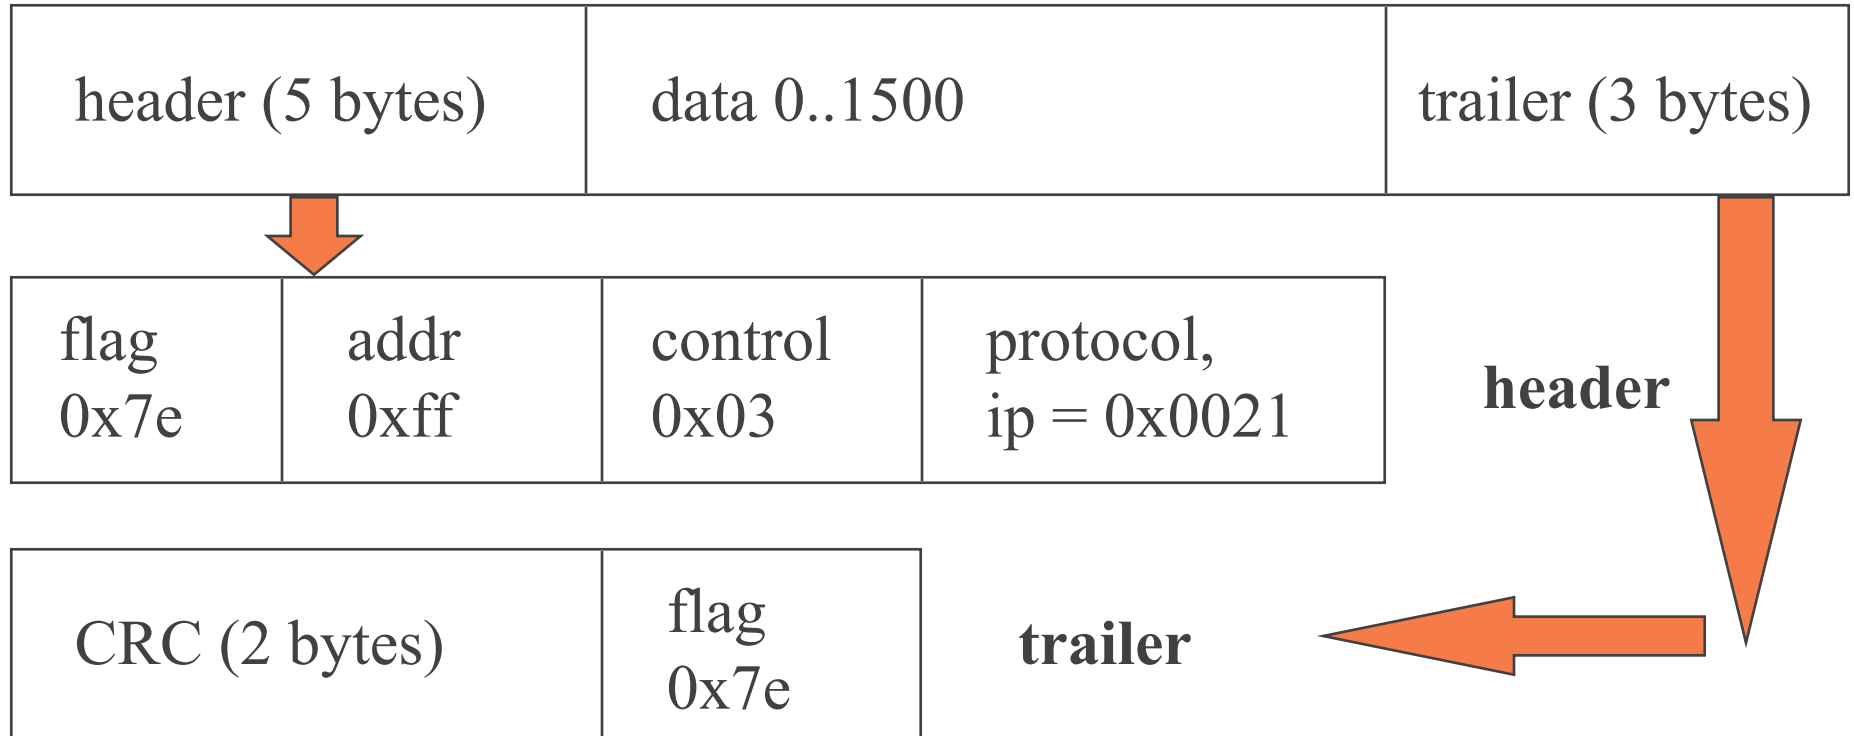 header (5 bytes)
data 0..1500
trailer (3 bytes)
flag
0x7e
addr
0xff
control
0x03
protocol,
ip = 0x0021
header
CRC (2 bytes)
flag
0x7e
trailer